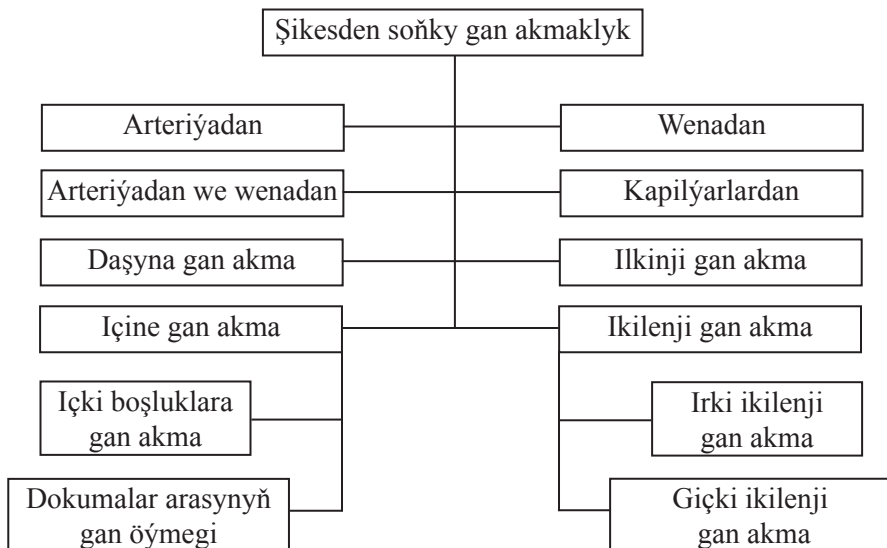 Şikesden soňky gan akmaklyk
Arteriýadan
Wenadan
Arteriýadan we wenadan
Kapilýarlardan
Daşyna gan akma
Ilkinji gan akma
Içine gan akma
Ikilenji gan akma
Içki boşluklara
gan akma
Irki ikilenji
gan akma
Dokumalar arasynyň
gan öýmegi
Giçki ikilenji
gan akma